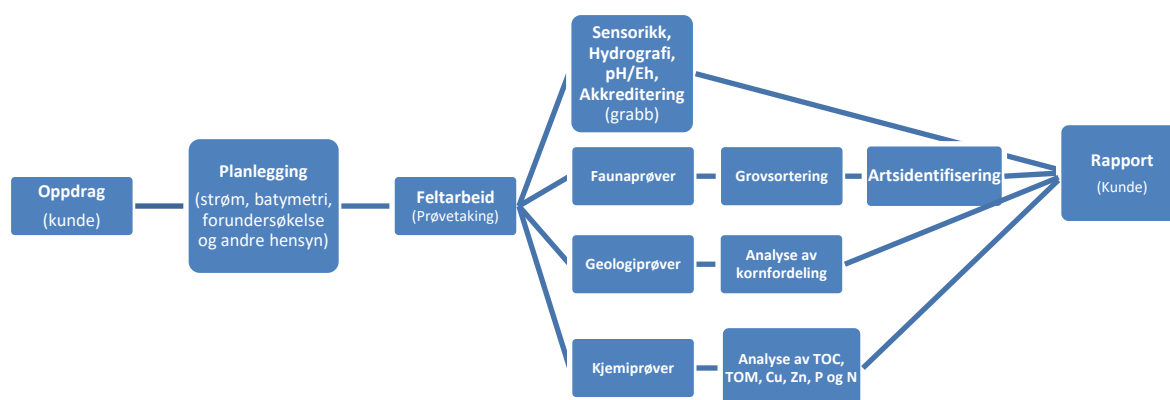 Oppdrag
(kunde)
Planlegging
(strøm, batymetri,
forundersøkelse
og andre hensyn)
Feltarbeid
(Prøvetaking)
Sensorikk,
Hydrografi,
pH/Eh,
Akkreditering
(grabb)
Faunaprøver
Grovsortering
Artsidentifisering
Geologiprøver
Analyse av
kornfordeling
Kjemiprøver
Analyse av TOC,
TOM, Cu, Zn, P og N
Rapport
(Kunde)